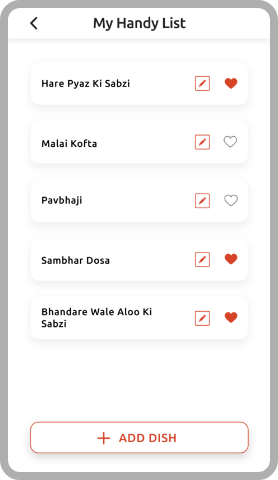 My Handy List
Hare Pyaz Ki Sabzi
Malai Kofta
Pavbhaji
Sambhar Dosa
Bhandare Wale Aloo Ki
Sabzi
ADD DISH